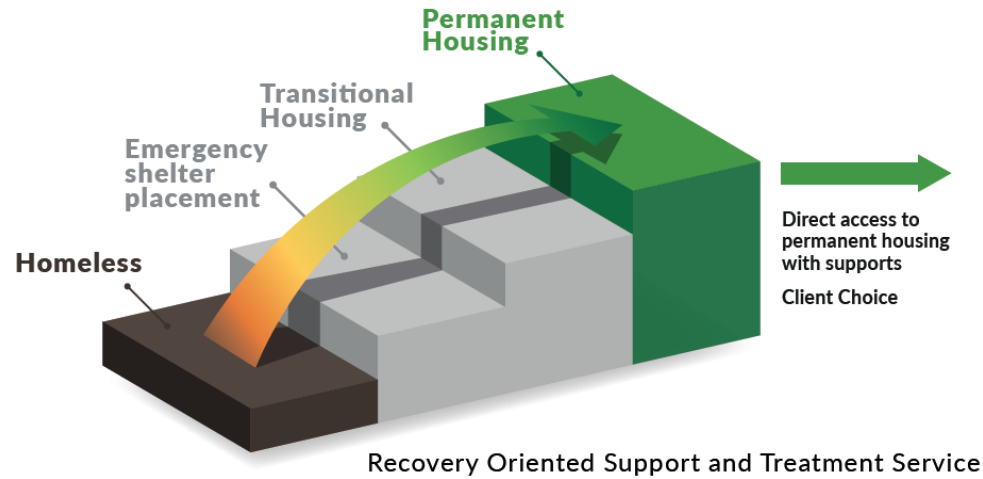 Permanent
Housing
Transitional
Housing
Emergency
shelter
placement
Homeless
Direct access to
permanent housing
with supports
Client Choice
Recovery Oriented Support and Treatment Service